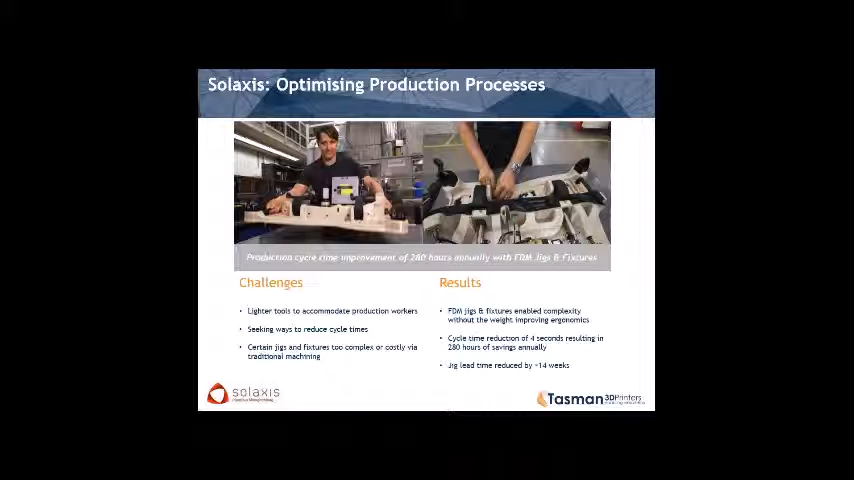 Solaxis: Optimising Production Processes
Production cycle time improvement of 280 hours annually with FDM Jigs & Fixtures
Challenges
• Lighter tools to accommodate production workers
• Seeking ways to reduce cycle times
• Certain jigs and fixtures too complex or costly via
traditional machining
Results
• FDM jigs & fixtures enabled complexity
without the weight improving ergonomics
• Cycle time reduction of 4 seconds resulting in
280 hours of savings annually
• Jig lead time reduced by ~14 weeks
solaxis
Tasman 3DPrinters